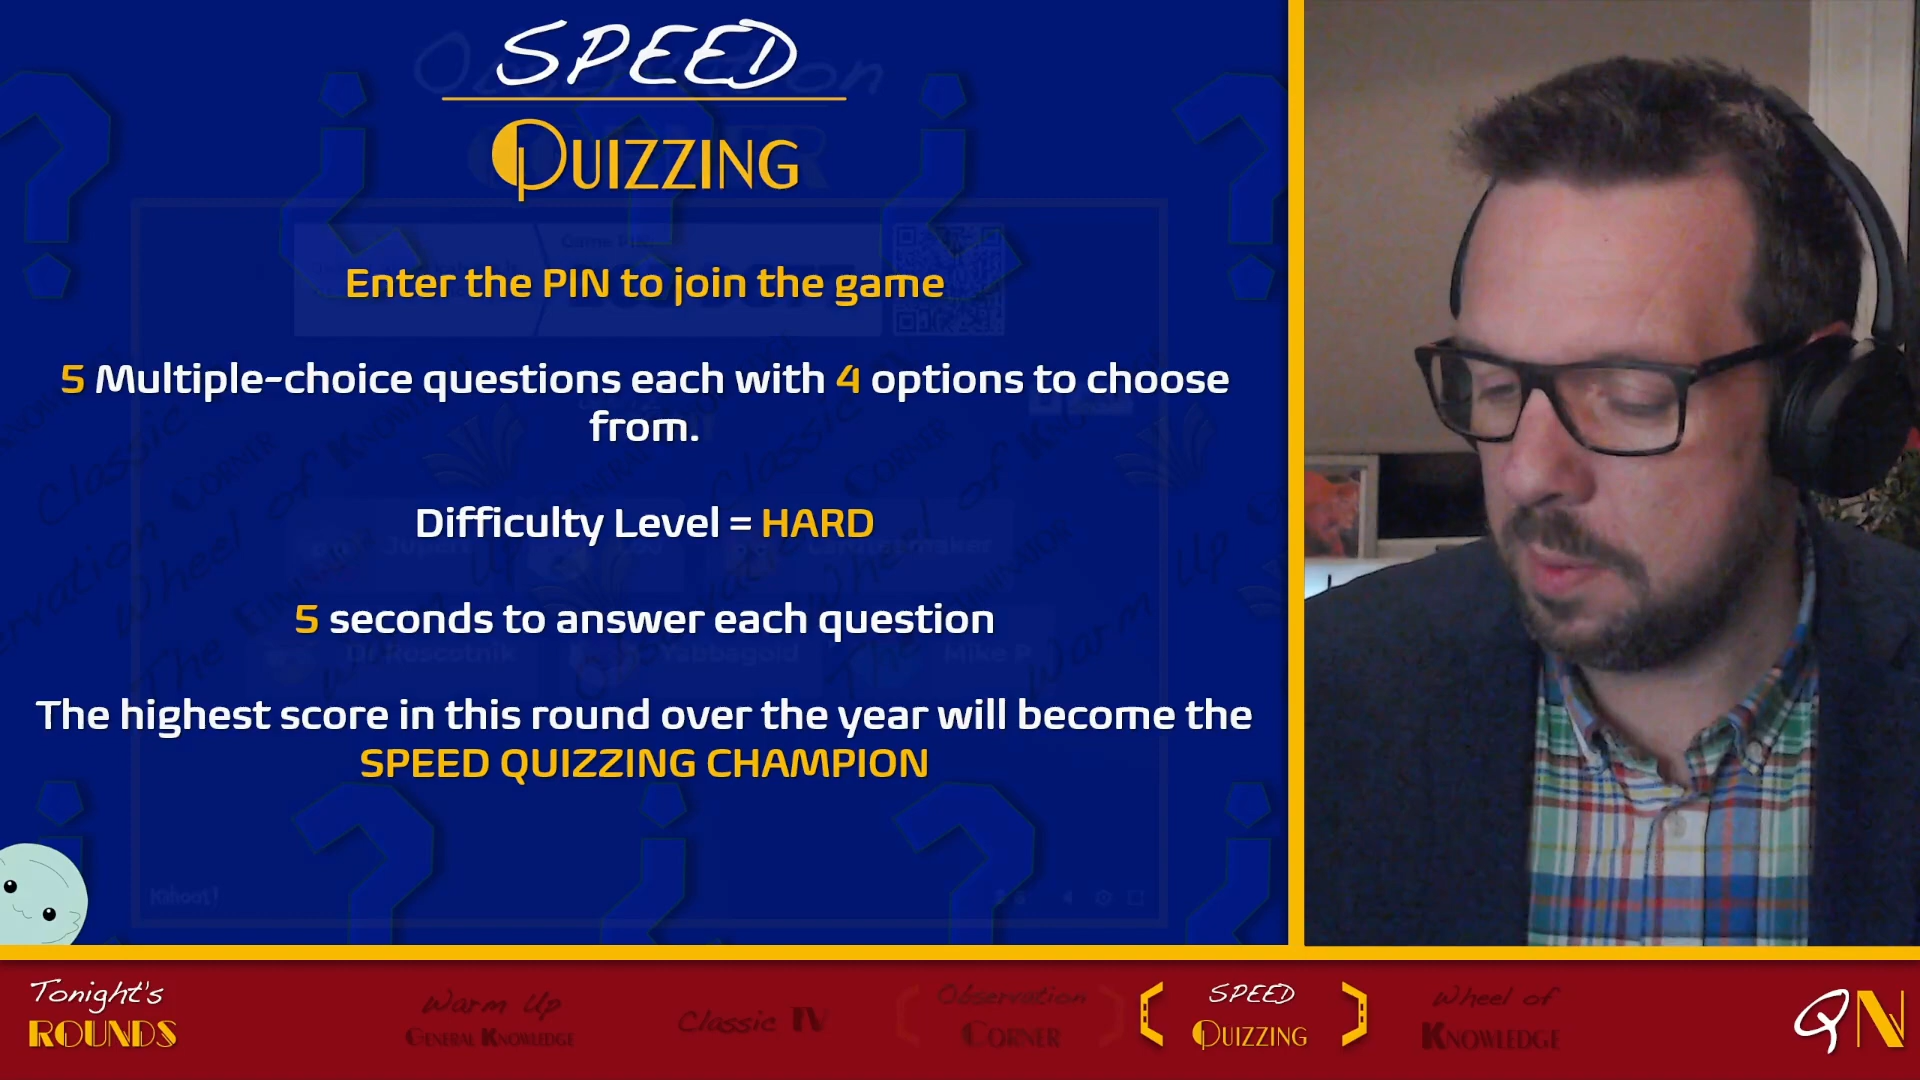 SPEED
QUIZZING
Enter the PIN to join the game
5 Multiple-choice questions each with 4 options to choose
from.
Difficulty Level = HARD
5 seconds to answer each question
The highest score in this round over the year will become the
SPEED QUIZZING CHAMPION
Kahoot!
Tonight's
ROUNDS
Warm Up
GENERAL KNOWLEDGE
Classic TV
Observation
CORNER
SPEED
QUIZZING
Wheel of
KNOWLEDGE
QN